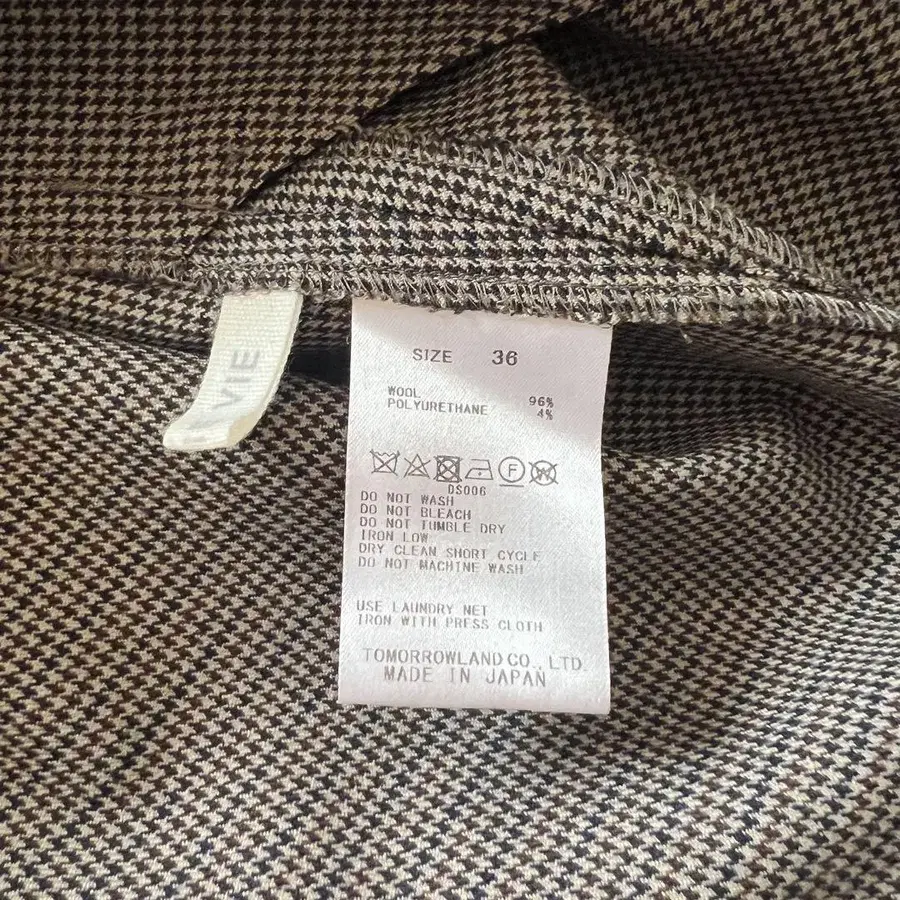 VIE
SIZE 36
WOOL 96%
POLYURETHANE 4%
F W
DS006
DO NOT WASH
DO NOT BLEACH
DO NOT TUMBLE DRY
IRON LOW
DRY CLEAN SHORT CYCLE
DO NOT MACHINE WASH
USE LAUNDRY NET
IRON WITH PRESS CLOTH
TOMORROWLAND CO., LTD.
MADE IN JAPAN